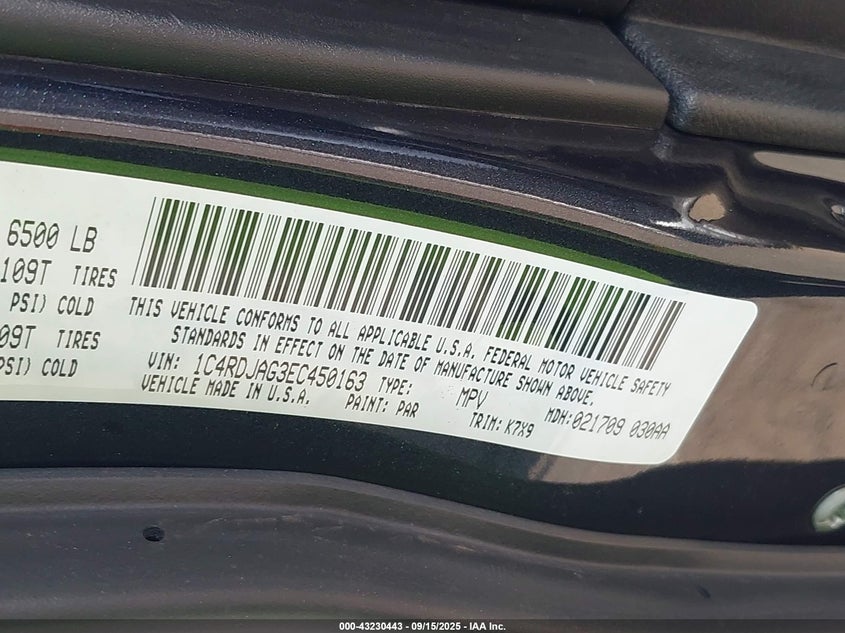 6500 LB
109T TIRES
PSI) COLD
09T TIRES
PSI) COLD
THIS VEHICLE CONFORMS TO ALL APPLICABLE U.S.A. FEDERAL MOTOR VEHICLE SAFETY
STANDARDS IN EFFECT ON THE DATE OF MANUFACTURE SHOWN ABOVE.
VIN: 1C4RDJAG3EC450163 TYPE: MPV MDH:021709 030AA
VEHICLE MADE IN U.S.A. PAINT: PAR TRIM: K7X9
000-43230443 - 09/15/2025 - IAA Inc.